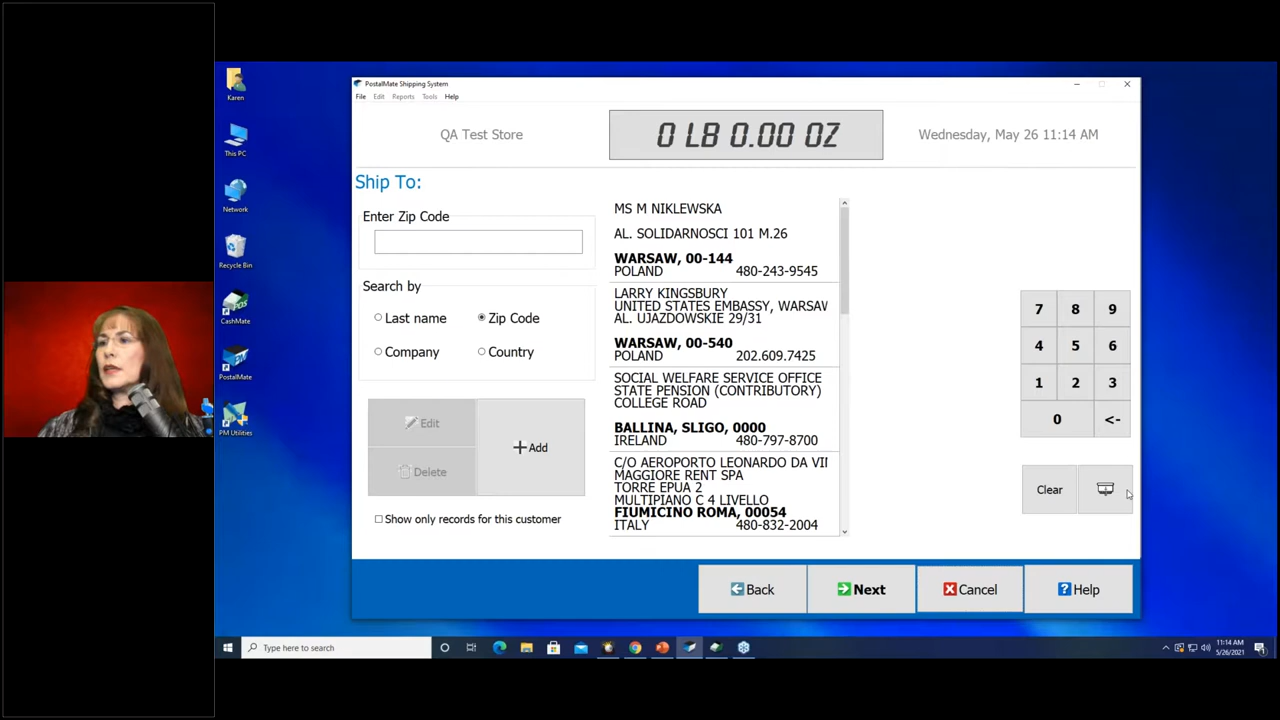 Karen
This PC
Network
Recycle Bin
CashMate
PostalMate
PM Utilities
PostalMate Shipping System
File Edit Reports Tools Help
QA Test Store
0 LB 0.00 OZ
Wednesday, May 26 11:14 AM
Ship To:
Enter Zip Code
Search by
Last name
Zip Code
Company
Country
Edit
Delete
Add
Show only records for this customer
MS M NIKLEWSKA
AL. SOLIDARNOSCI 101 M.26
WARSAW, 00-144
POLAND 480-243-9545
LARRY KINGSBURY
UNITED STATES EMBASSY, WARSAW
AL. UJAZDOWSKIE 29/31
WARSAW, 00-540
POLAND 202.609.7425
SOCIAL WELFARE SERVICE OFFICE
STATE PENSION (CONTRIBUTORY)
COLLEGE ROAD
BALLINA, SLIGO, 0000
IRELAND 480-797-8700
C/O AEROPORTO LEONARDO DA VII
MAGGIORE RENT SPA
TORRE EPUA 2
MULTIPIANO C 4 LIVELLO
FIUMICINO ROMA, 00054
ITALY 480-832-2004
7 8 9
4 5 6
1 2 3
0 <-
Clear
Back
Next
Cancel
Help
Type here to search
11:14 AM
5/26/2021